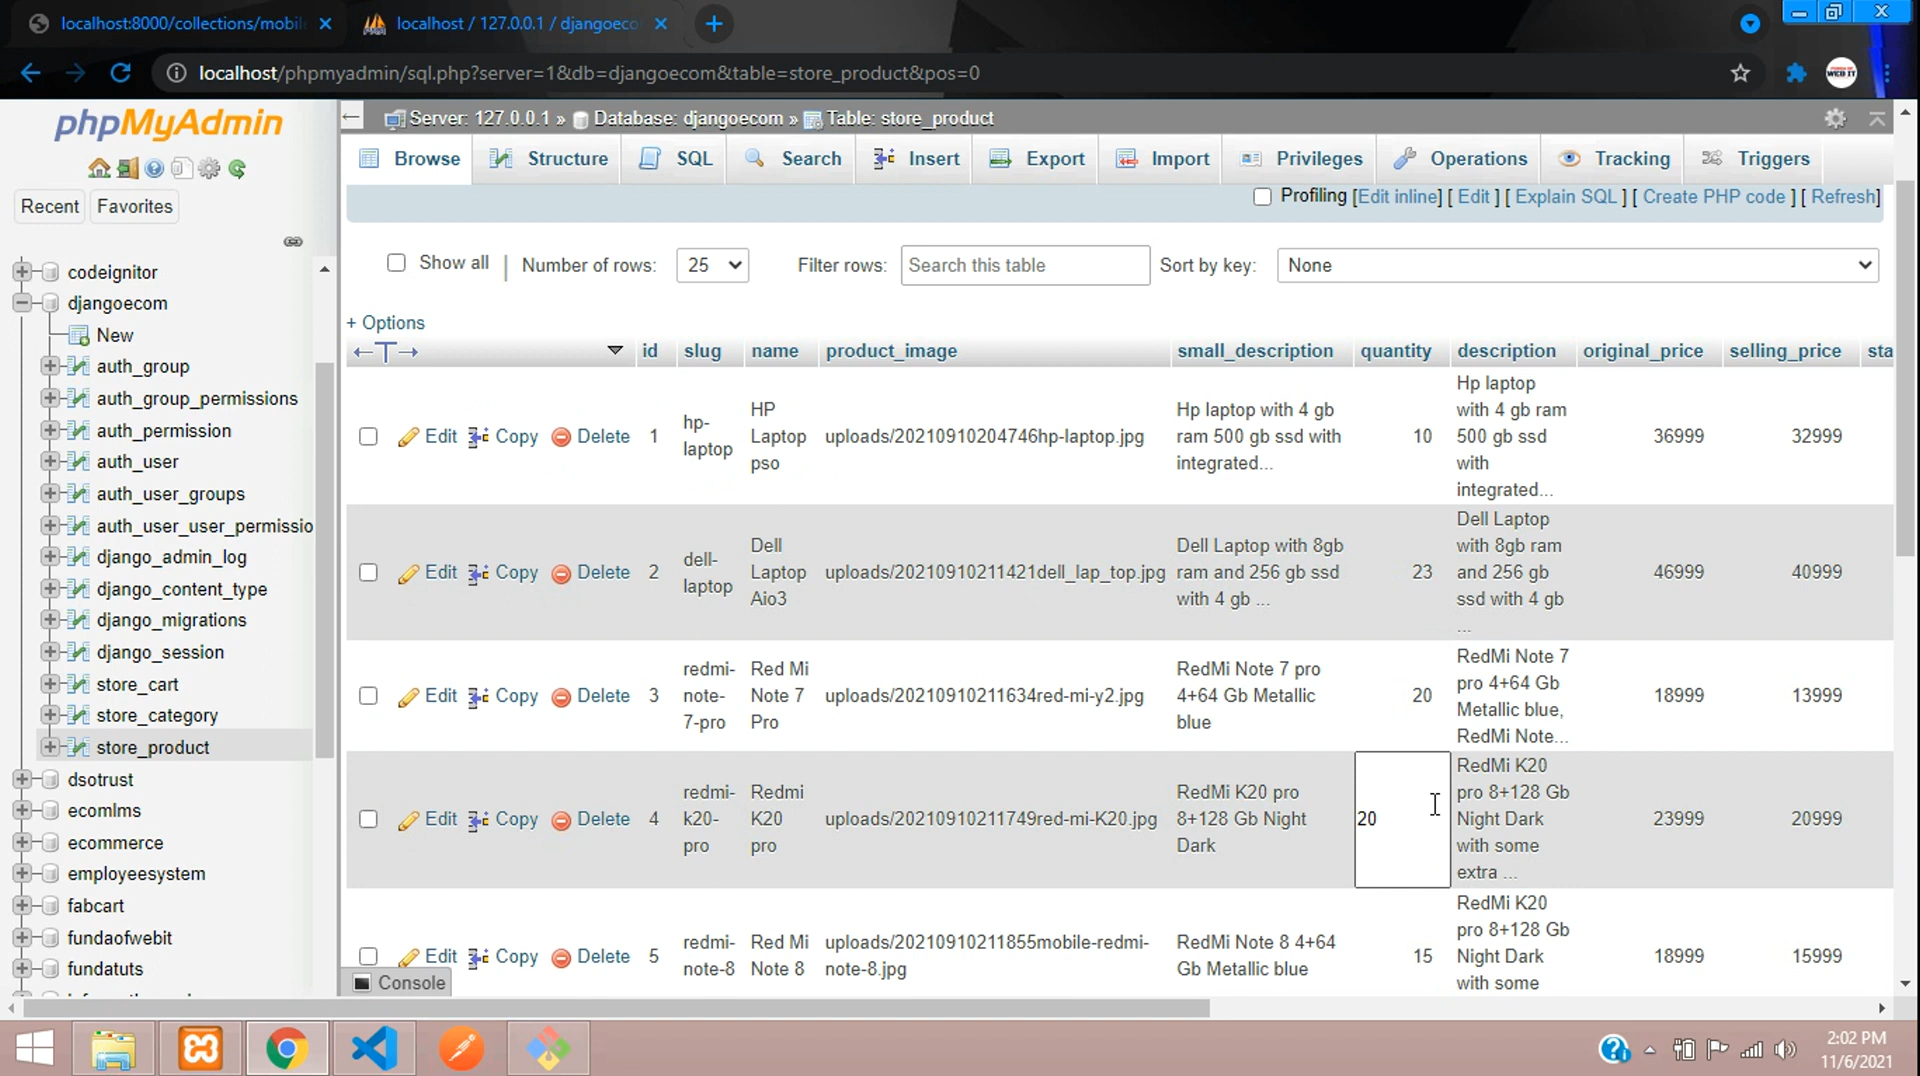 localhost:8000/collections/mobil
localhost / 127.0.0.1 / djangoeco
localhost/phpmyadmin/sql.php?server=1&db=djangoecom&table=store_product&pos=0
WEB IT
phpMyAdmin
Recent Favorites
codeignitor
djangoecom
New
auth_group
auth_group_permissions
auth_permission
auth_user
auth_user_groups
auth_user_user_permissio
django_admin_log
django_content_type
django_migrations
django_session
store_cart
store_category
store_product
dsotrust
ecomlms
ecommerce
employeesystem
fabcart
fundaofwebit
fundatuts
Server: 127.0.0.1 » Database: djangoecom » Table: store_product
Browse Structure SQL Search Insert Export Import Privileges Operations Tracking Triggers
Profiling [Edit inline] [ Edit ] [ Explain SQL ] [ Create PHP code ] [ Refresh]
Show all | Number of rows: 25 Filter rows: Search this table Sort by key: None
+ Options
←T→ id slug name product_image small_description quantity description original_price selling_price sta
Edit Copy Delete 1
hp-
laptop
HP
Laptop
pso
uploads/20210910204746hp-laptop.jpg
Hp laptop with 4 gb
ram 500 gb ssd with
integrated...
10
Hp laptop
with 4 gb ram
500 gb ssd
with
integrated...
36999 32999
Edit Copy Delete 2
dell-
laptop
Dell
Laptop
Aio3
uploads/20210910211421dell_lap_top.jpg
Dell Laptop with 8gb
ram and 256 gb ssd
with 4 gb ...
23
Dell Laptop
with 8gb ram
and 256 gb
ssd with 4 gb
...
46999 40999
Edit Copy Delete 3
redmi-
note-
7-pro
Red Mi
Note 7
Pro
uploads/20210910211634red-mi-y2.jpg
RedMi Note 7 pro
4+64 Gb Metallic
blue
20
RedMi Note 7
pro 4+64 Gb
Metallic blue,
RedMi Note...
18999 13999
Edit Copy Delete 4
redmi-
k20-
pro
Redmi
K20
pro
uploads/20210910211749red-mi-K20.jpg
RedMi K20 pro
8+128 Gb Night
Dark
20
RedMi K20
pro 8+128 Gb
Night Dark
with some
extra ...
23999 20999
Edit Copy Delete 5
redmi-
note-8
Red Mi
Note 8
uploads/20210910211855mobile-redmi-
note-8.jpg
RedMi Note 8 4+64
Gb Metallic blue
15
RedMi K20
pro 8+128 Gb
Night Dark
with some
18999 15999
Console
2:02 PM
11/6/2021